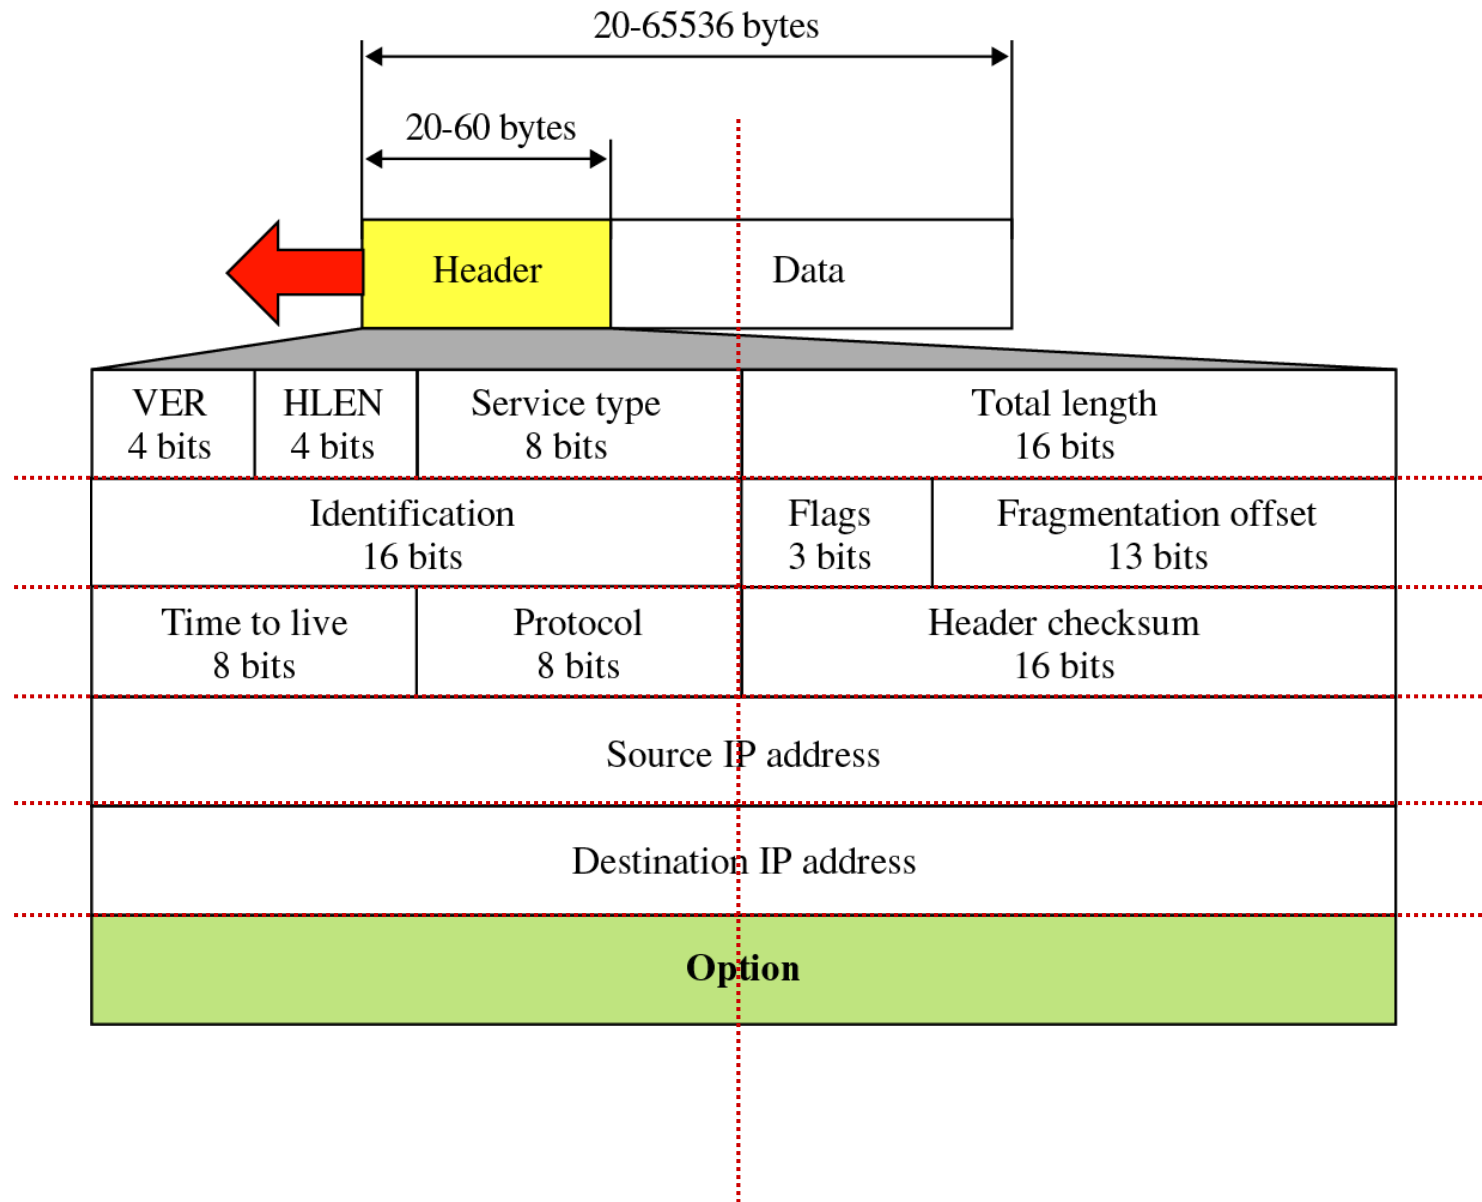 20-65536 bytes
20-60 bytes
Header
Data
VER
4 bits
HLEN
4 bits
Service type
8 bits
Total length
16 bits
Identification
16 bits
Flags
3 bits
Fragmentation offset
13 bits
Time to live
8 bits
Protocol
8 bits
Header checksum
16 bits
Source IP address
Destination IP address
Option